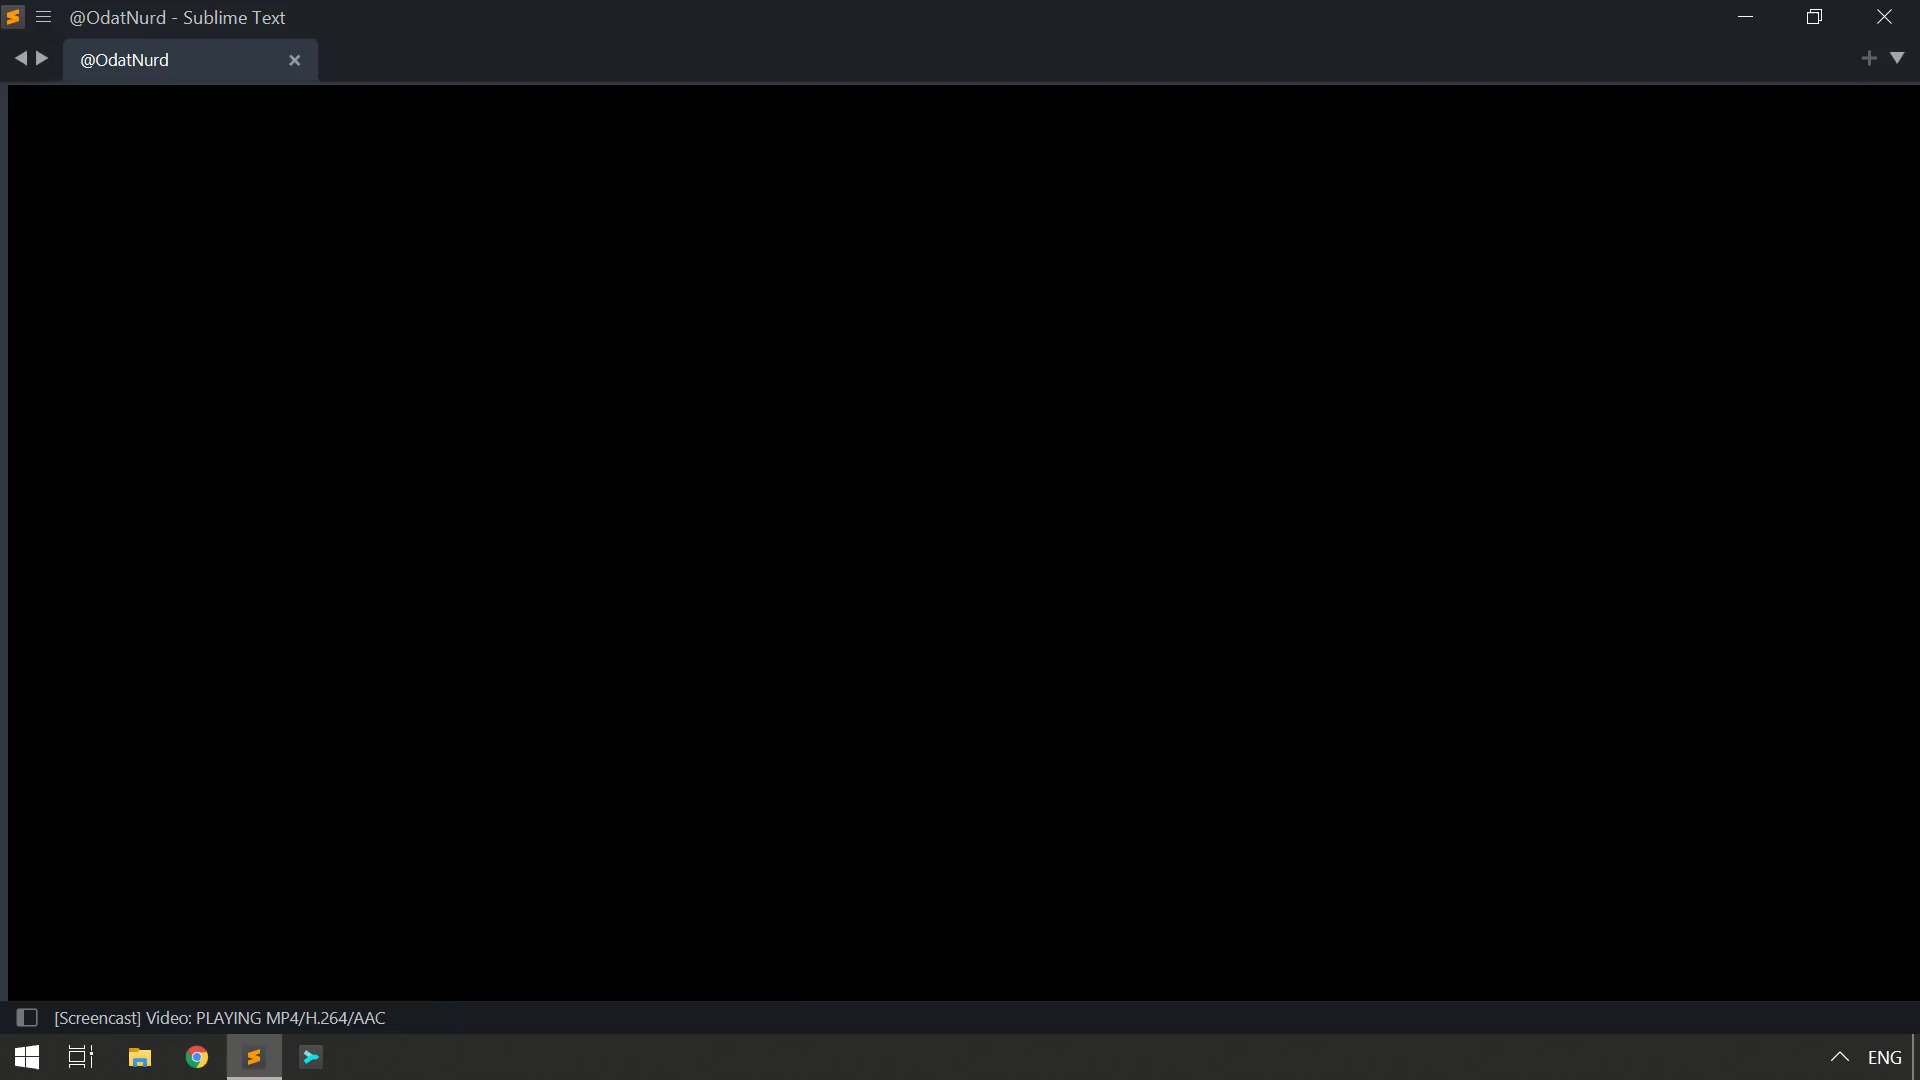 @OdatNurd - Sublime Text
@OdatNurd
[Screencast] Video: PLAYING MP4/H.264/AAC
ENG